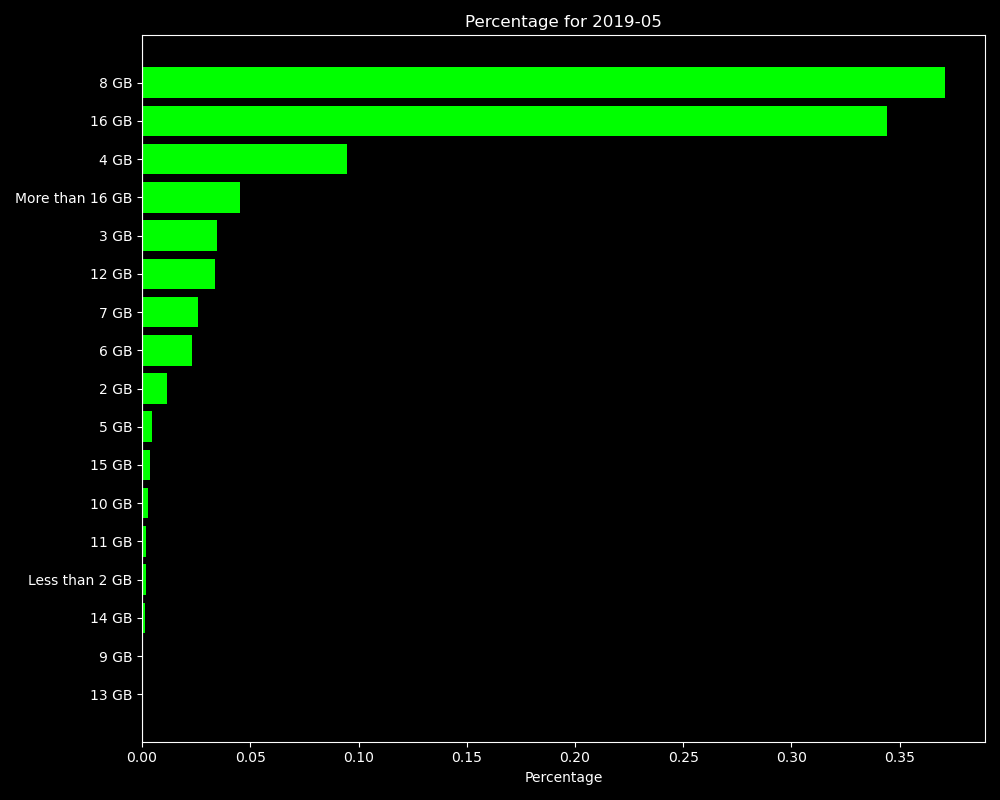 Percentage for 2019-05
8 GB
16 GB
4 GB
More than 16 GB
3 GB
12 GB
7 GB
6 GB
2 GB
5 GB
15 GB
10 GB
11 GB
Less than 2 GB
14 GB
9 GB
13 GB
0.00 0.05 0.10 0.15 0.20 0.25 0.30 0.35
Percentage